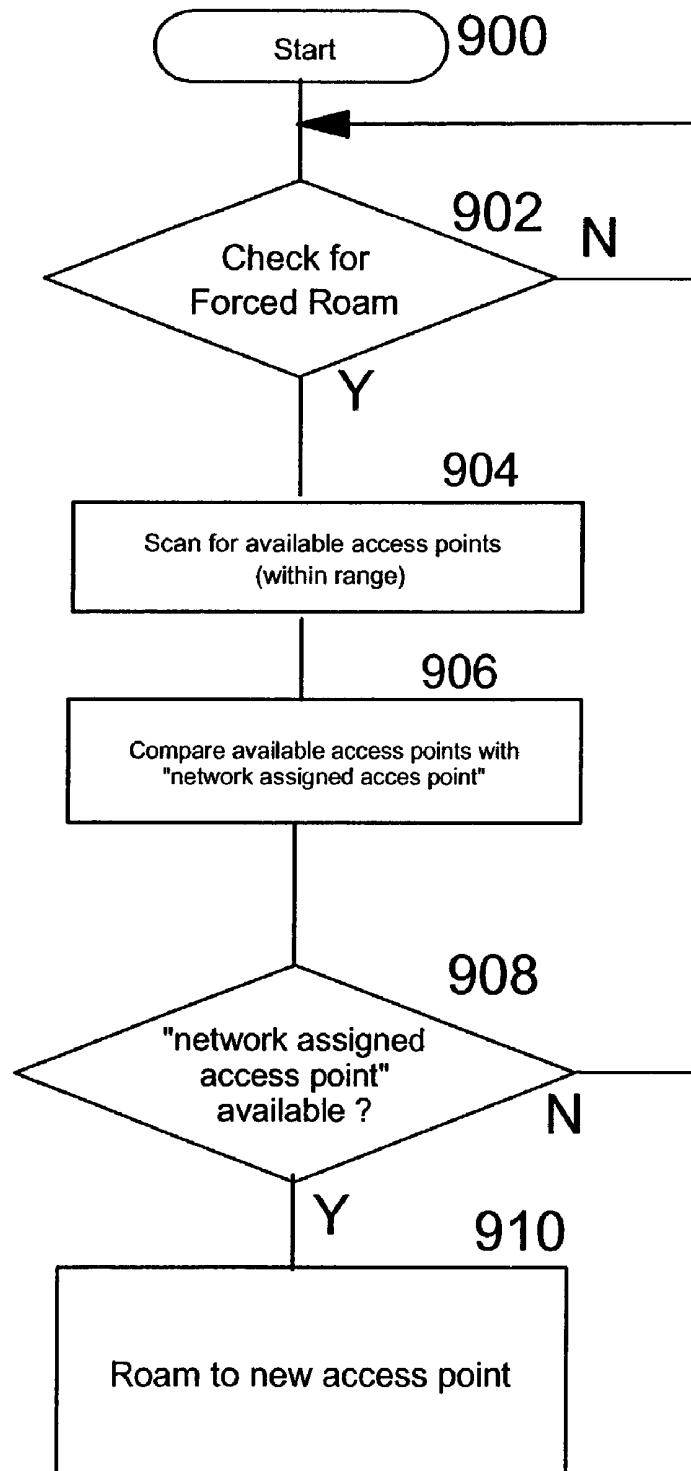 Start
900
902
Check for
Forced Roam
N
Y
904
Scan for available access points
(within range)
906
Compare available access points with
"network assigned acces point"
908
"network assigned
access point"
available ?
N
Y
910
Roam to new access point